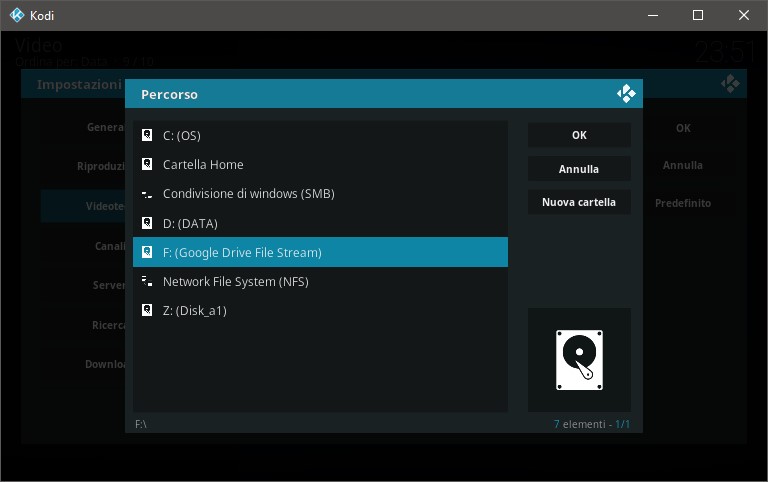 Kodi
Video
Ordina per: Data · 9 / 10
23:51
Impostazioni
Percorso
C: (OS)
Cartella Home
Condivisione di windows (SMB)
D: (DATA)
F: (Google Drive File Stream)
Network File System (NFS)
Z: (Disk_a1)
OK
Annulla
Nuova cartella
F:\
7 elementi - 1/1
Genera
Riproduzi
Videote
Canali
Server
Ricerca
Downloa
OK
Annulla
Predefinito